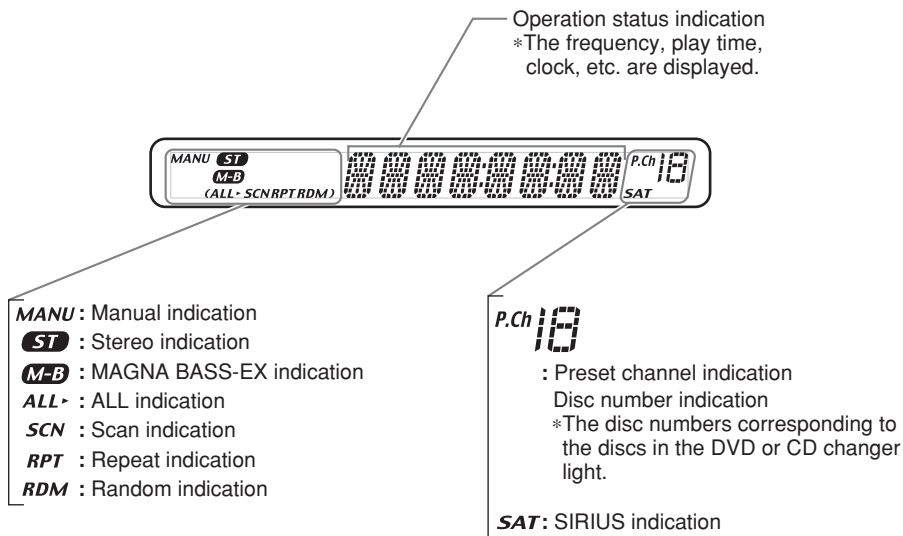 Operation status indication
*The frequency, play time,
clock, etc. are displayed.
MANU ST
M-B
(ALL▸ SCN RPT RDM)
P.Ch 18
SAT
MANU : Manual indication
ST : Stereo indication
M-B : MAGNA BASS-EX indication
ALL▸ : ALL indication
SCN : Scan indication
RPT : Repeat indication
RDM : Random indication
P.Ch 18
: Preset channel indication
Disc number indication
*The disc numbers corresponding to
the discs in the DVD or CD changer
light.
SAT : SIRIUS indication